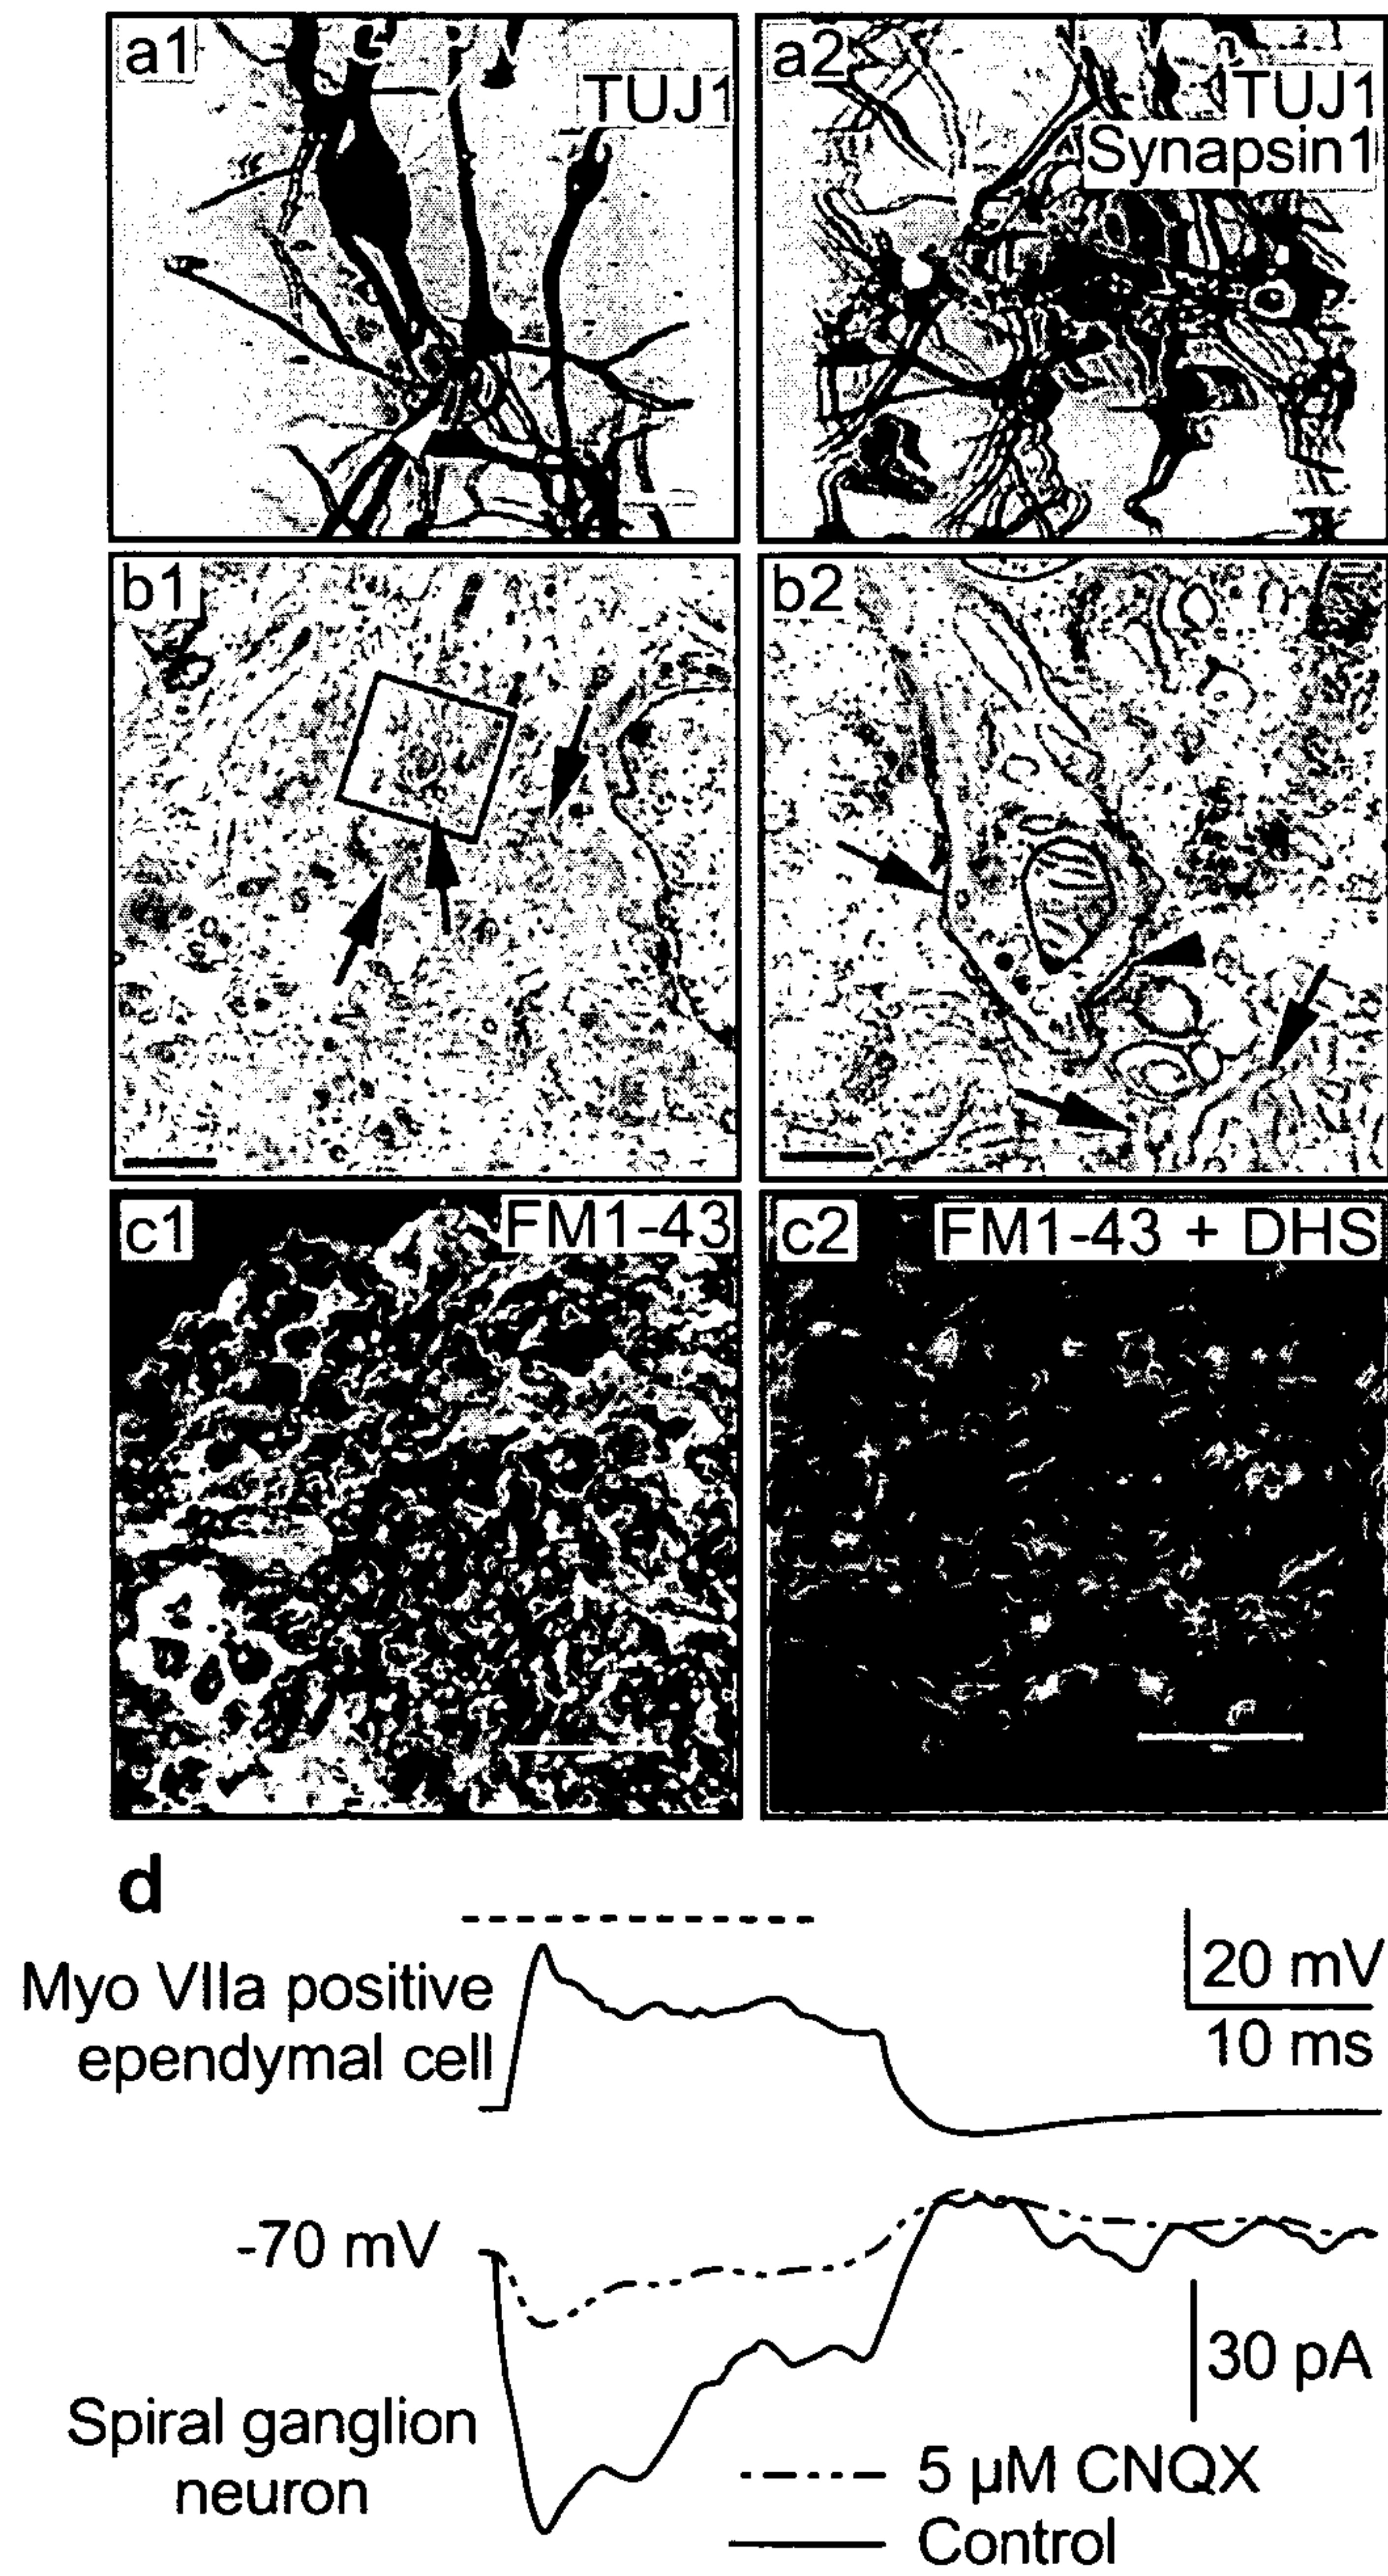 a1
TUJ1
a2
TUJ1
Synapsin1
b1
b2
c1
FM1-43
c2
FM1-43 + DHS
d
Myo VIIa positive
ependymal cell
20 mV
10 ms
-70 mV
30 pA
Spiral ganglion
neuron
5 µM CNQX
Control